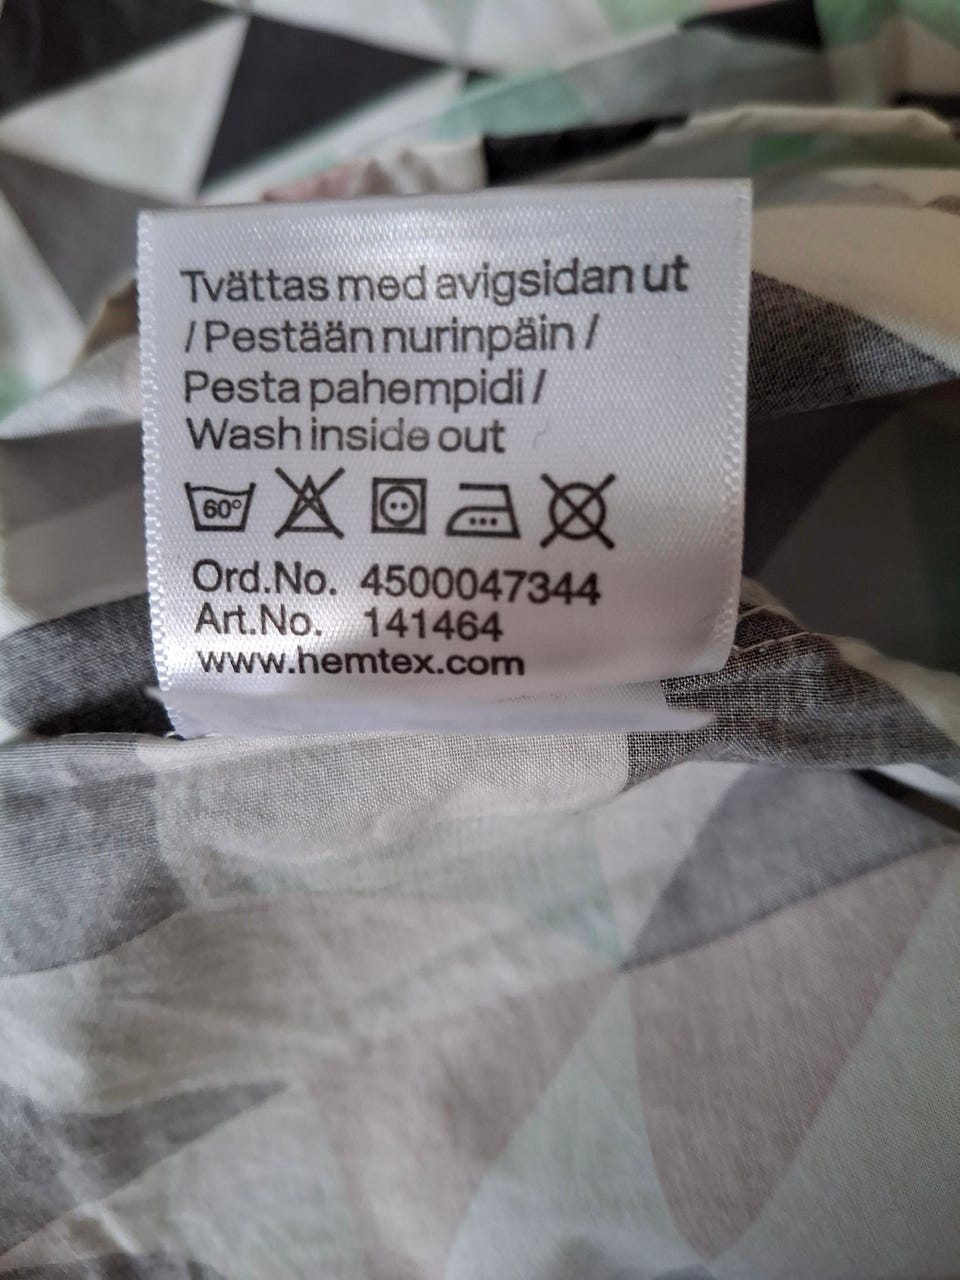 Tvättas med avigsidan ut
/ Pestään nurinpäin /
Pesta pahempidi /
Wash inside out
60°
Ord.No. 4500047344
Art.No. 141464
www.hemtex.com